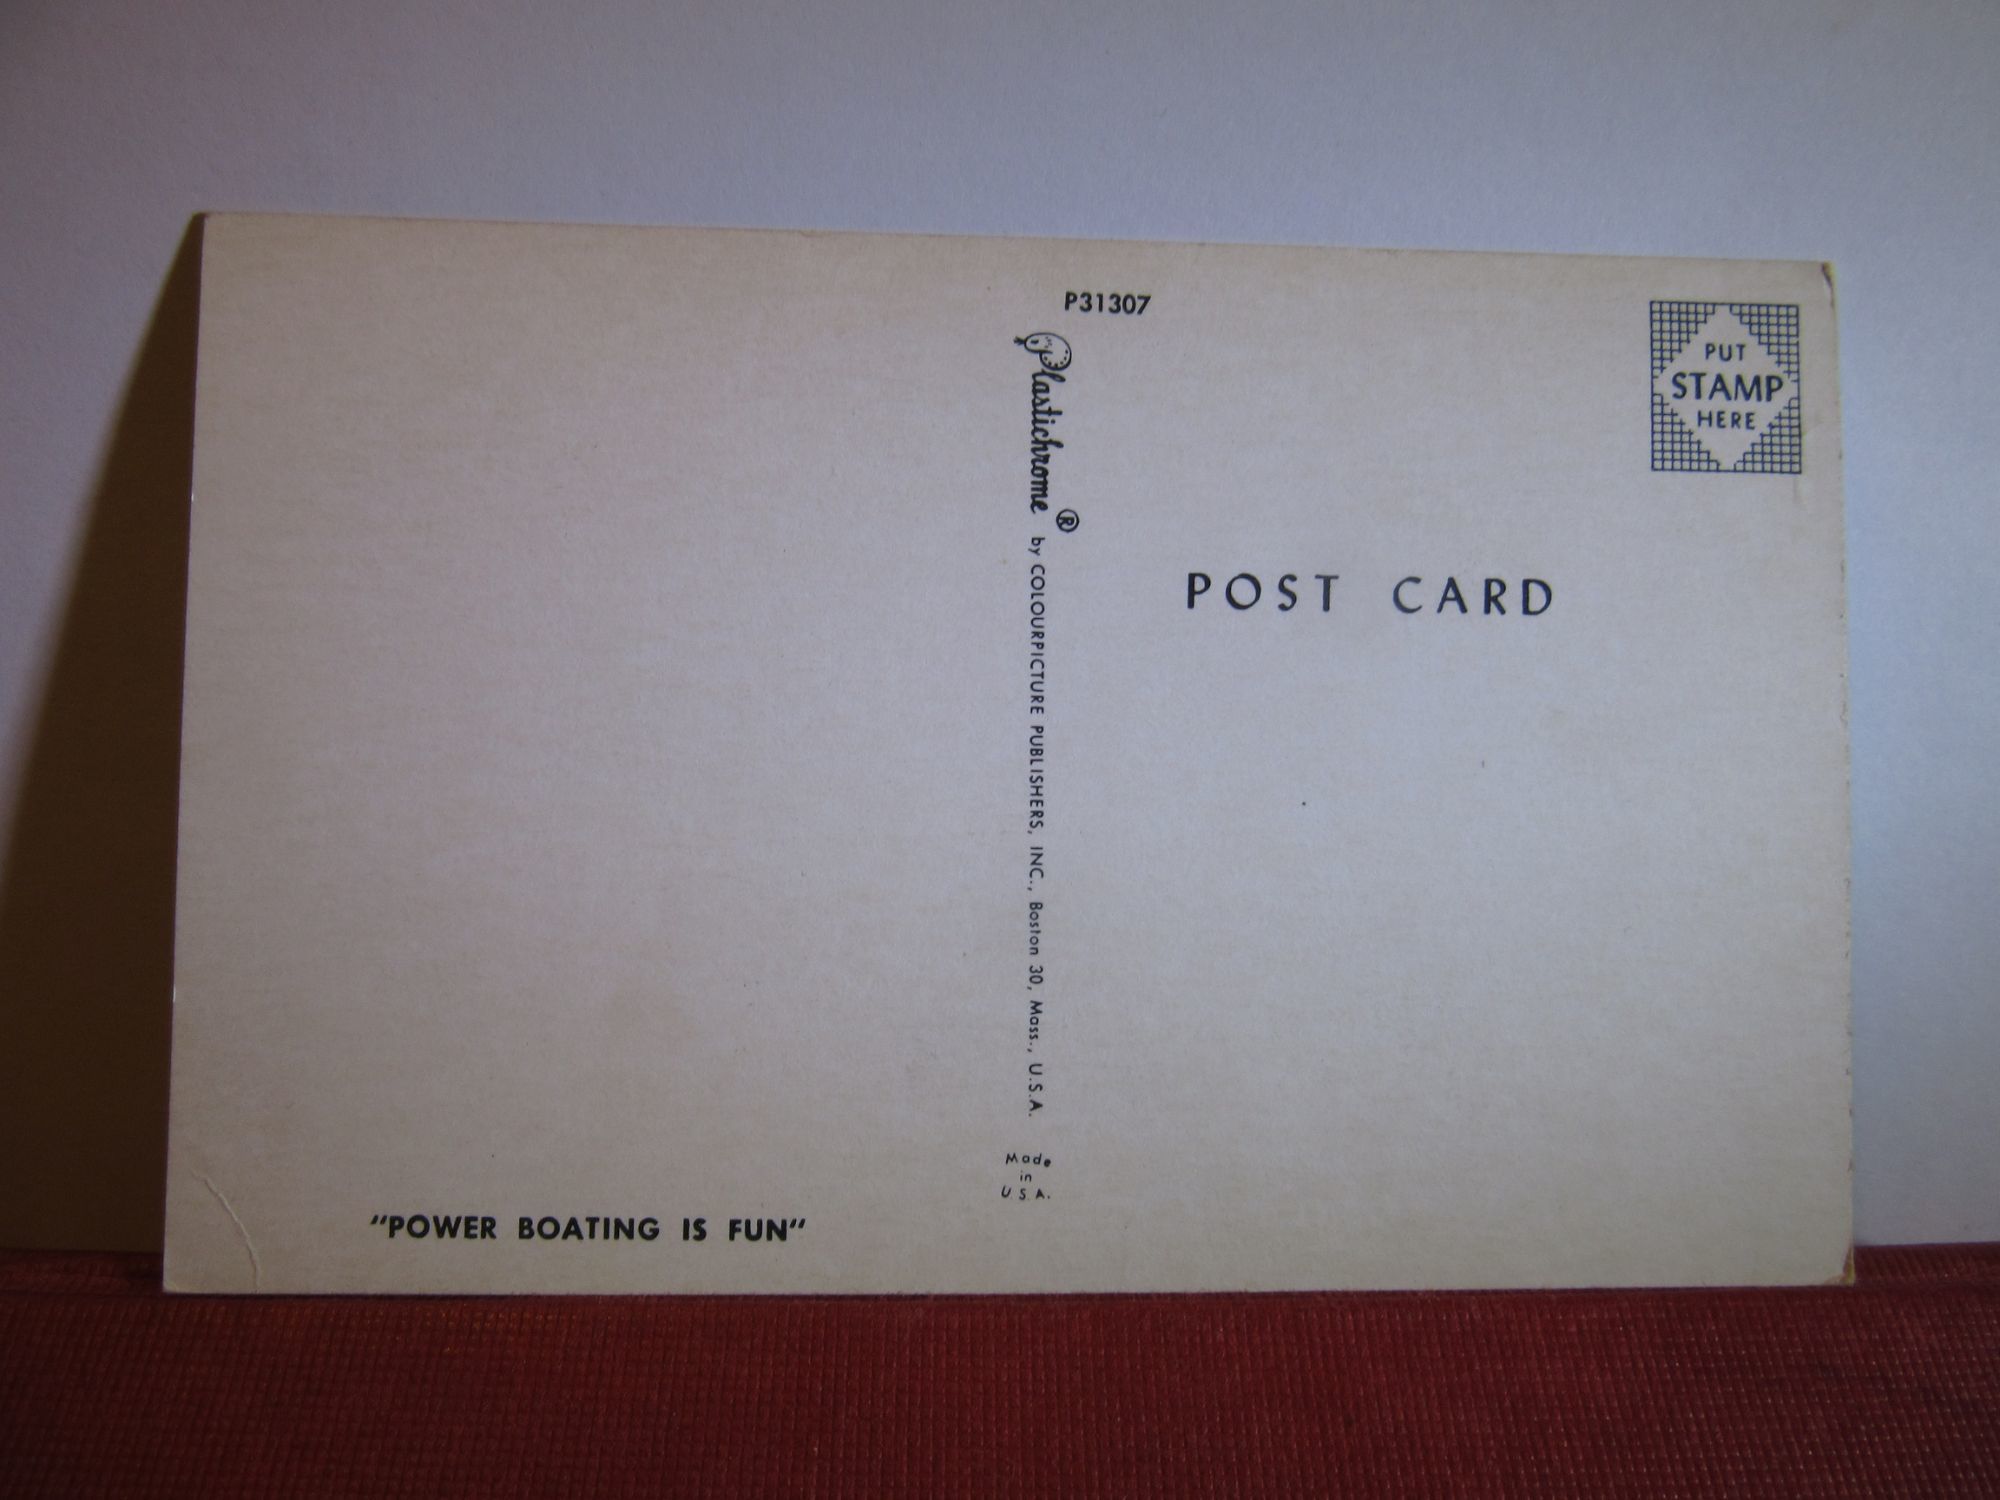 P31307
PUT
STAMP
HERE
Plastichrome ® by COLOURPICTURE PUBLISHERS, INC., Boston 30, Mass., U.S.A.
POST CARD
Made
in
U.S.A.
"POWER BOATING IS FUN"